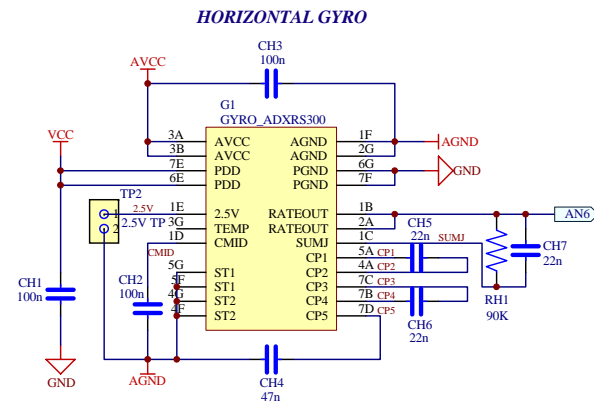 HORIZONTAL GYRO
CH3
100n
AVCC
G1
GYRO_ADXRS300
VCC
3A AVCC AGND 1F AGND
3B AVCC AGND 2G
7E PDD PGND 6G GND
6E PDD PGND 7F
TP2
1 2.5V 1E 2.5V RATEOUT 1B AN6
2 2.5V TP 3G TEMP RATEOUT 2A
CH5
22n
1D CMID SUMJ 1C SUMJ
CMID
CP1 5A CP1
5G ST1 CP2 4A CP2
5F ST1 CP3 7C CP3
4G ST2 CP4 7B CP4
4F ST2 CP5 7D CP5
CH7
22n
CH1
100n
CH2
100n
RH1
90K
CH6
22n
GND
AGND
CH4
47n